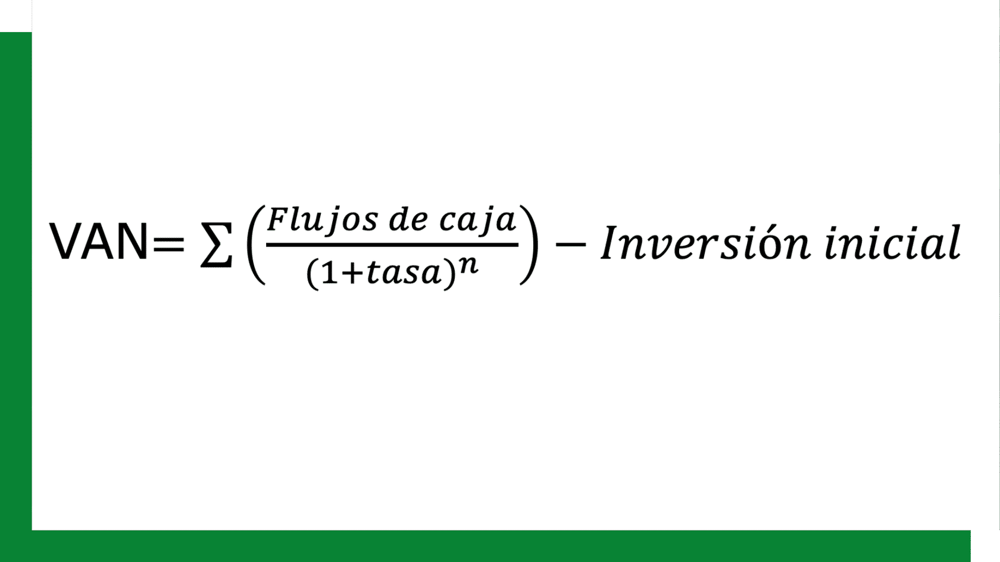 VAN= ∑ (Flujos de caja / (1+tasa)ⁿ) − Inversión inicial